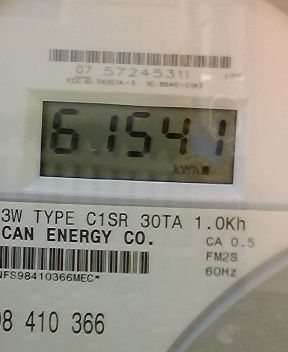 07 57245311
61541
kWh
3W TYPE C1SR 30TA 1.0Kh
CAN ENERGY CO.
CA 0.5
FM2S
60Hz
NFS98410366MEC*
98 410 366